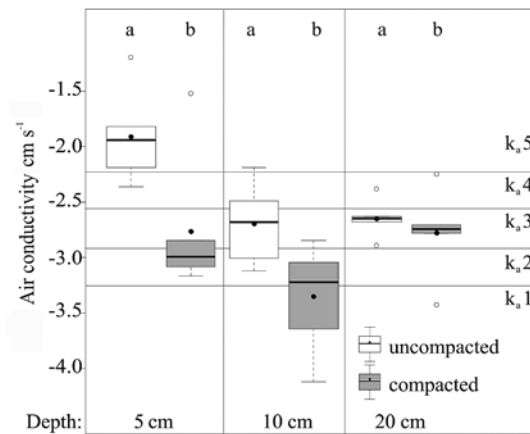 a b a b a b
-1.5
-2.0
-2.5
-3.0
-3.5
-4.0
Air conductivity cm s⁻¹
kₐ5
kₐ4
kₐ3
kₐ2
kₐ1
uncompacted
compacted
Depth: 5 cm 10 cm 20 cm